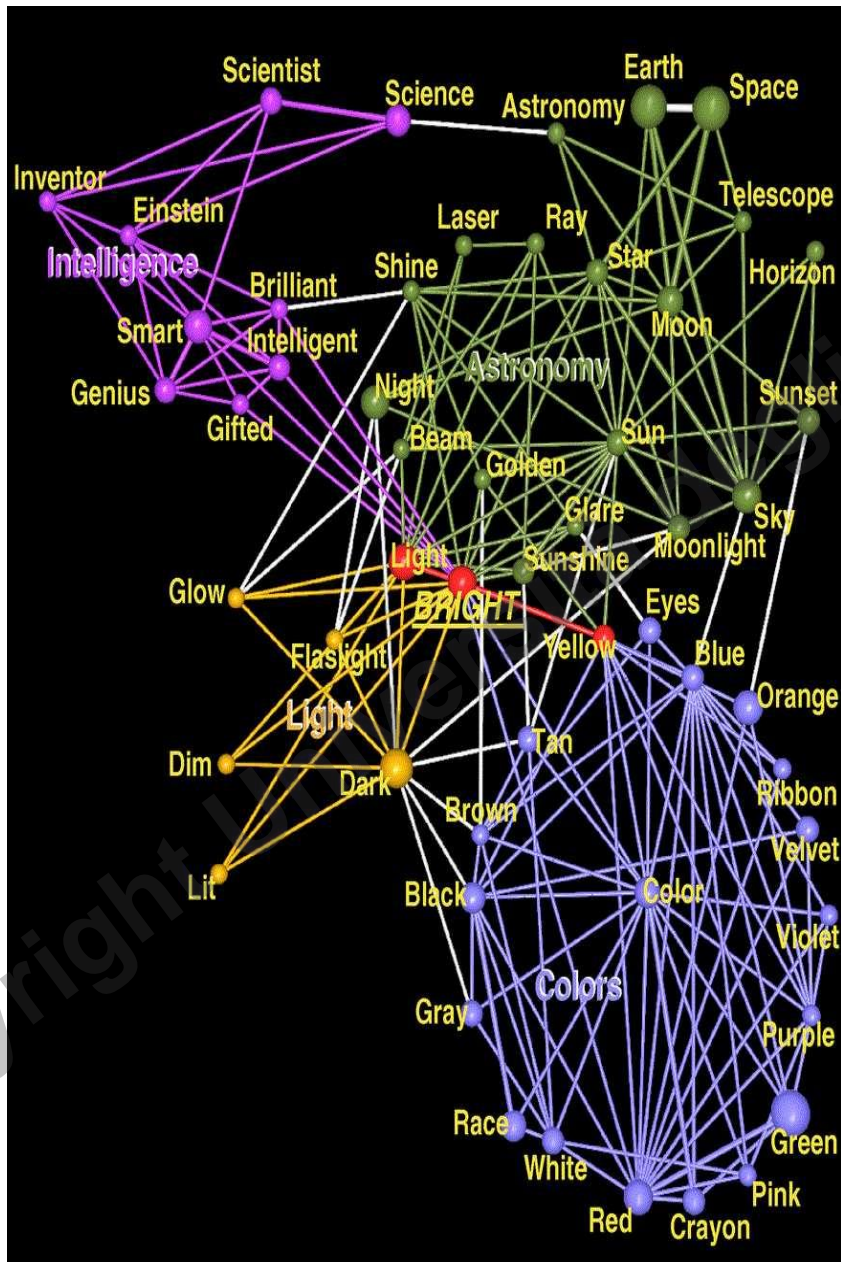 Earth
Scientist
Space
Science
Astronomy
Inventor
Telescope
Einstein
Laser
Ray
Intelligence
Star
Horizon
Shine
Brilliant
Moon
Smart
Intelligent
Astronomy
Genius
Night
Sunset
Gifted
Beam
Sun
Golden
Glare
Sky
Light
Sunshine
Moonlight
Glow
BRIGHT
Eyes
Flaslight
Yellow
Blue
Orange
Light
Tan
Dim
Dark
Ribbon
Brown
Velvet
Lit
Black
Color
Violet
Colors
Gray
Purple
Race
White
Green
Pink
Red
Crayon
right Universi degli